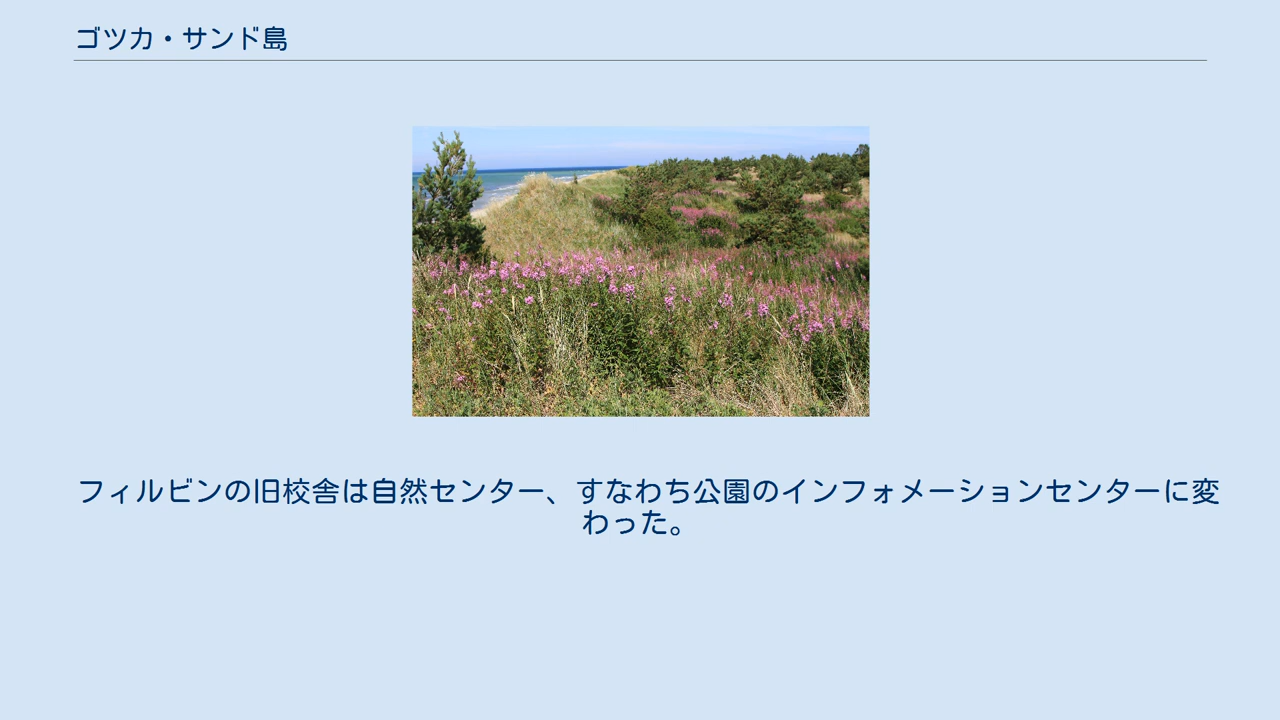 ゴツカ・サンド島
フィルビンの旧校舎は自然センター、すなわち公園のインフォメーションセンターに変
わった。